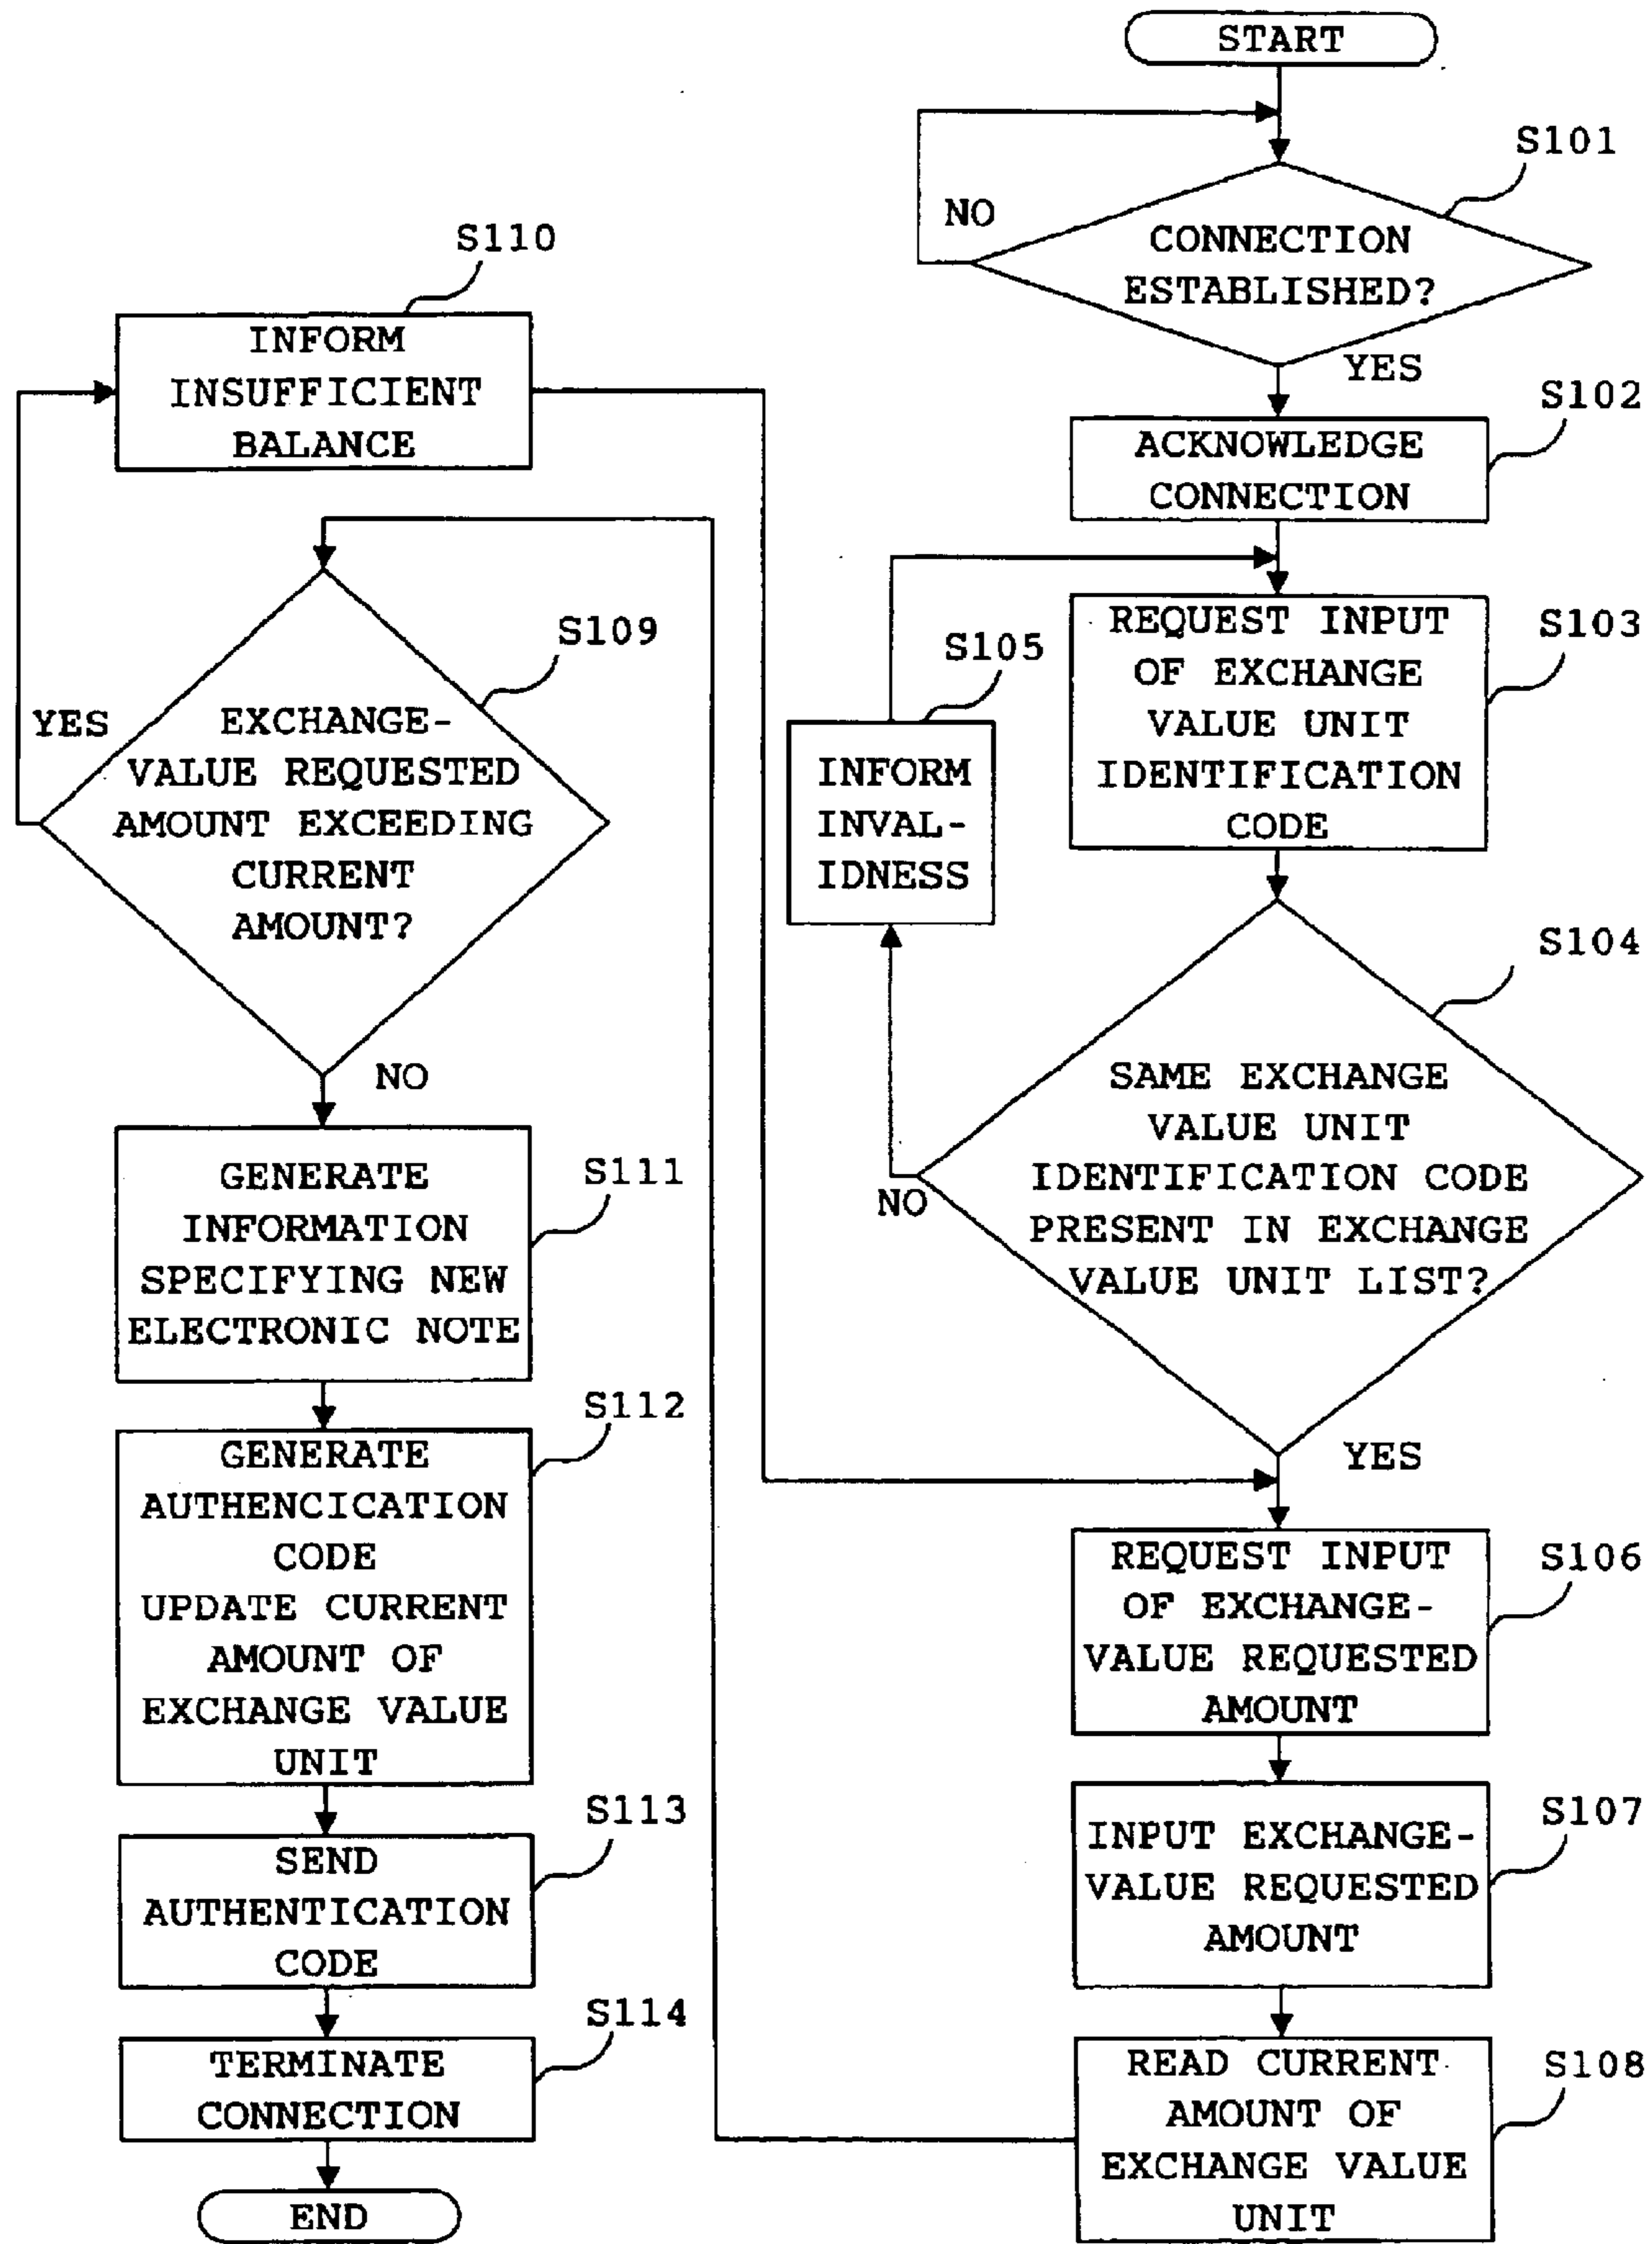 START
S101
NO
CONNECTION
ESTABLISHED?
YES
S102
ACKNOWLEDGE
CONNECTION
S103
REQUEST INPUT
OF EXCHANGE
VALUE UNIT
IDENTIFICATION
CODE
S105
INFORM
INVAL-
IDNESS
S104
SAME EXCHANGE
VALUE UNIT
IDENTIFICATION CODE
PRESENT IN EXCHANGE
VALUE UNIT LIST?
NO
YES
S106
REQUEST INPUT
OF EXCHANGE-
VALUE REQUESTED
AMOUNT
S107
INPUT EXCHANGE-
VALUE REQUESTED
AMOUNT
S108
READ CURRENT
AMOUNT OF
EXCHANGE VALUE
UNIT
S110
INFORM
INSUFFICIENT
BALANCE
S109
YES
EXCHANGE-
VALUE REQUESTED
AMOUNT EXCEEDING
CURRENT
AMOUNT?
NO
S111
GENERATE
INFORMATION
SPECIFYING NEW
ELECTRONIC NOTE
S112
GENERATE
AUTHENCICATION
CODE
UPDATE CURRENT
AMOUNT OF
EXCHANGE VALUE
UNIT
S113
SEND
AUTHENTICATION
CODE
S114
TERMINATE
CONNECTION
END